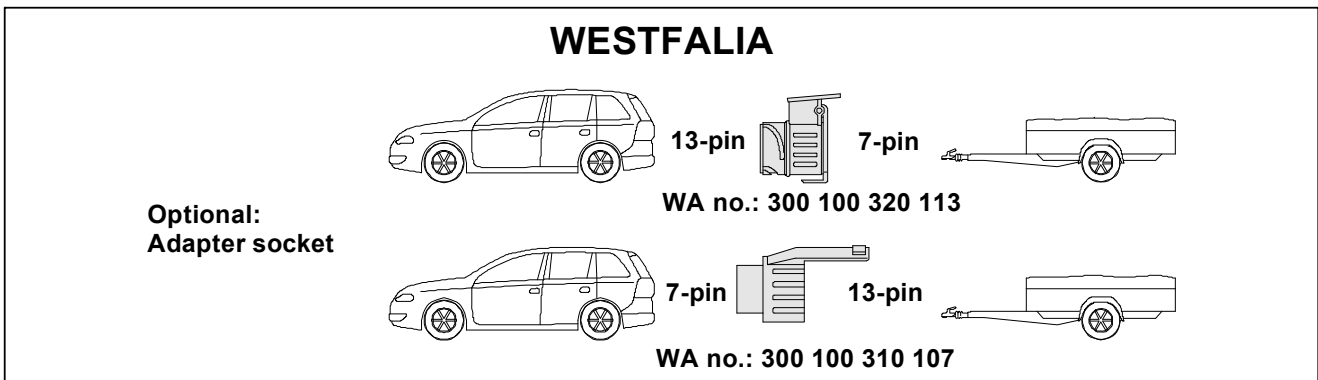 WESTFALIA
13-pin 7-pin
WA no.: 300 100 320 113
Optional:
Adapter socket
7-pin 13-pin
WA no.: 300 100 310 107